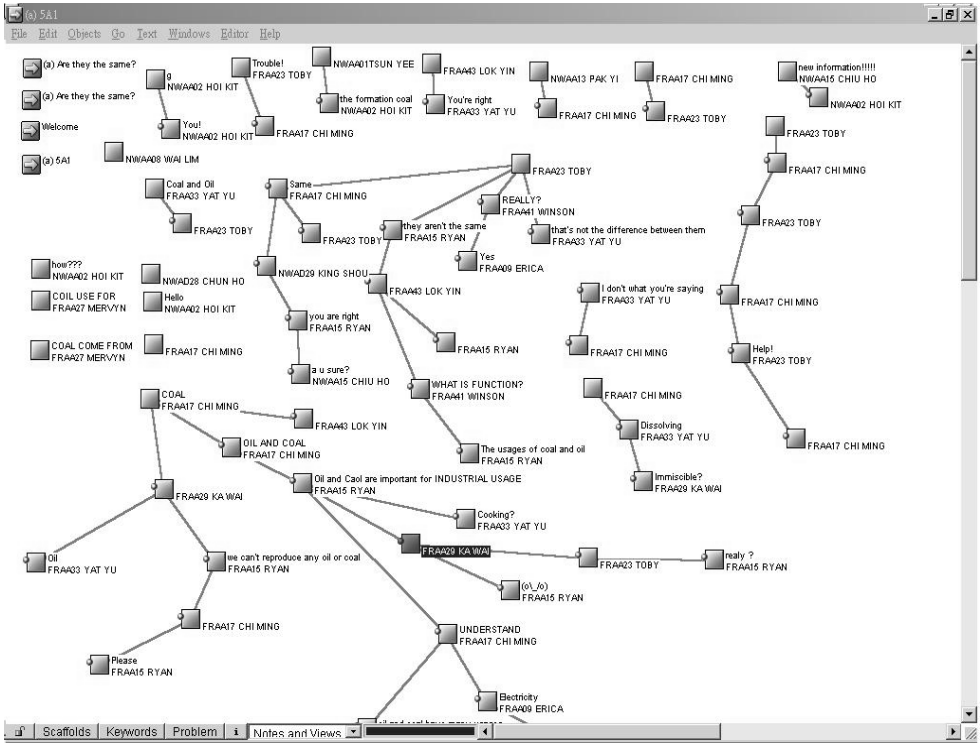 (a) 5A1
File Edit Objects Go Text Windows Editor Help
(a) Are they the same?
(a) Are they the same?
Welcome
(a) 5A1
g
NWAA02 HOI KIT
You!
NWAA02 HOI KIT
Trouble!
FRAA23 TOBY
FRAA17 CHI MING
NWAA01TSUN YEE
the formation coal
NWAA02 HOI KIT
FRAA43 LOK YIN
You're right
FRAA33 YAT YU
NWAA13 PAK YI
FRAA17 CHI MING
FRAA17 CHI MING
FRAA23 TOBY
new information!!!!!
NWAA15 CHIU HO
NWAA02 HOI KIT
NWAA08 WAI LIM
Coal and Oil
FRAA33 YAT YU
FRAA23 TOBY
Same
FRAA17 CHI MING
FRAA23 TOBY
NWAD29 KING SHOU
you are right
FRAA15 RYAN
a u sure?
NWAA15 CHIU HO
FRAA23 TOBY
REALLY?
FRAA41 WINSON
they aren't the same
FRAA15 RYAN
that's not the difference between them
FRAA33 YAT YU
Yes
FRAA09 ERICA
FRAA43 LOK YIN
FRAA15 RYAN
WHAT IS FUNCTION?
FRAA41 WINSON
The usages of coal and oil
FRAA15 RYAN
FRAA23 TOBY
FRAA17 CHI MING
FRAA23 TOBY
FRAA17 CHI MING
Help!
FRAA23 TOBY
FRAA17 CHI MING
I don't what you're saying
FRAA33 YAT YU
FRAA17 CHI MING
FRAA17 CHI MING
Dissolving
FRAA33 YAT YU
Immiscible?
FRAA29 KA WAI
how???
NWAA02 HOI KIT
NWAD28 CHUN HO
COIL USE FOR
FRAA27 MERVYN
Hello
NWAA02 HOI KIT
COAL COME FROM
FRAA27 MERVYN
FRAA17 CHI MING
COAL
FRAA17 CHI MING
FRAA43 LOK YIN
OIL AND COAL
FRAA17 CHI MING
FRAA29 KA WAI
Oil and Caol are important for INDUSTRIAL USAGE
FRAA15 RYAN
Cooking?
FRAA33 YAT YU
FRAA29 KA WAI
FRAA23 TOBY
realy ?
FRAA15 RYAN
Oil
FRAA33 YAT YU
we can't reproduce any oil or coal
FRAA15 RYAN
(o\_/o)
FRAA15 RYAN
FRAA17 CHI MING
UNDERSTAND
FRAA17 CHI MING
Please
FRAA15 RYAN
Electricity
FRAA09 ERICA
oil and coal have many
Scaffolds Keywords Problem i Notes and Views